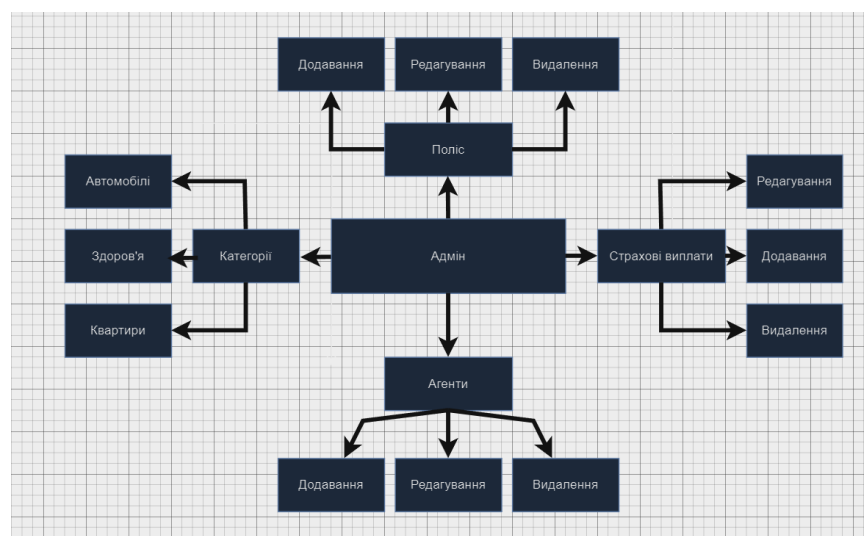 Додавання
Редагування
Видалення
Поліс
Автомобілі
Редагування
Здоров'я
Категорії
Адмін
Страхові виплати
Додавання
Квартири
Видалення
Агенти
Додавання
Редагування
Видалення